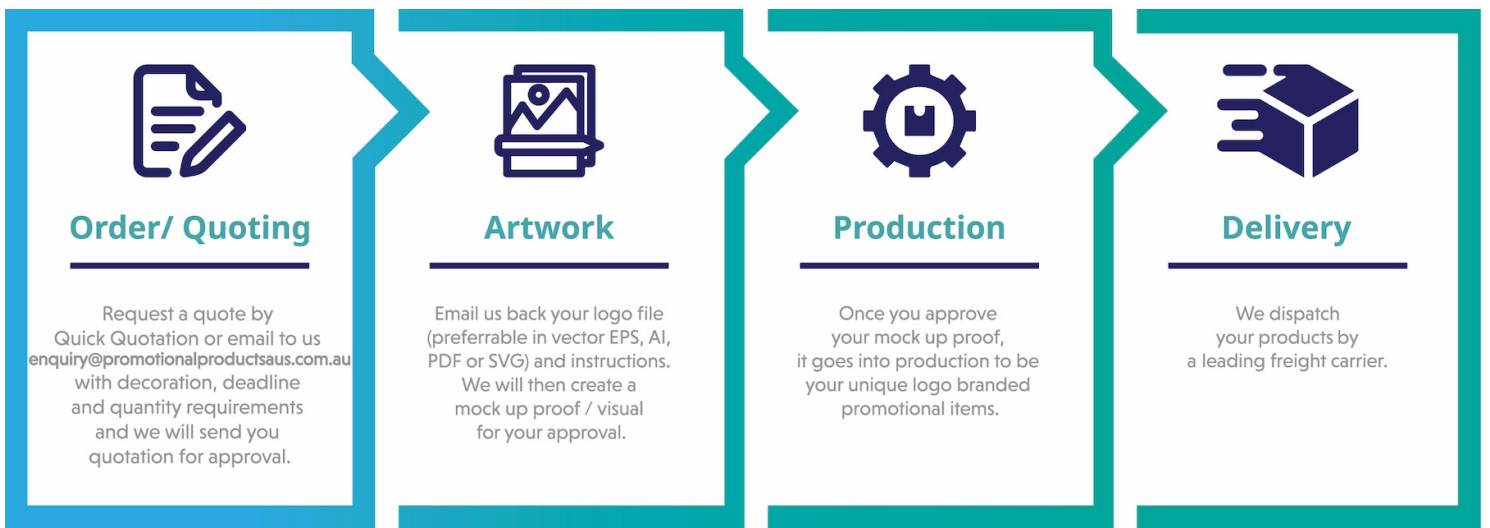 Order/ Quoting
Request a quote by
Quick Quotation or email to us
enquiry@promotionalproductsaus.com.au
with decoration, deadline
and quantity requirements
and we will send you
quotation for approval.
Artwork
Email us back your logo file
(preferrable in vector EPS, AI,
PDF or SVG) and instructions.
We will then create a
mock up proof / visual
for your approval.
Production
Once you approve
your mock up proof,
it goes into production to be
your unique logo branded
promotional items.
Delivery
We dispatch
your products by
a leading freight carrier.